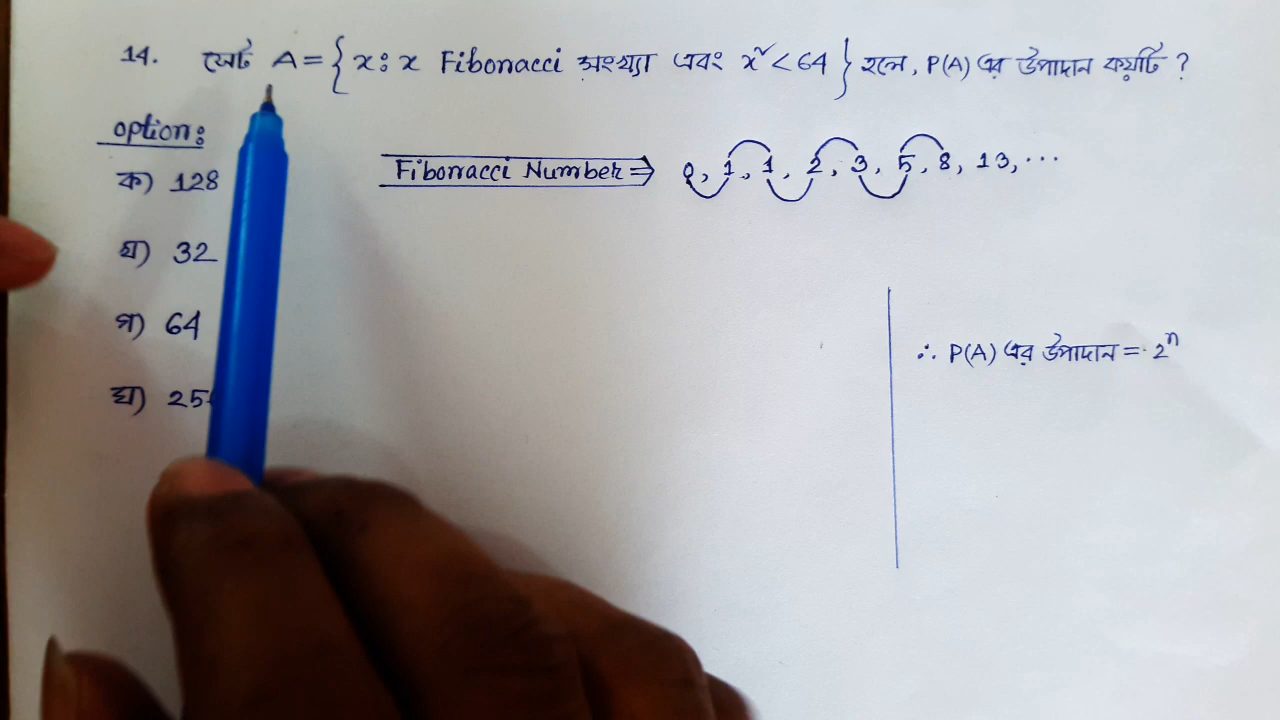 14. সেট A = { x : x Fibonacci সংখ্যা এবং x² < 64 } হলে, P(A) এর উপাদান কয়টি ?
option :
ক) 128
খ) 32
গ) 64
ঘ) 25
Fibonacci Number ⇒ 0, 1, 1, 2, 3, 5, 8, 13, ...
∴ P(A) এর উপাদান = 2ⁿ